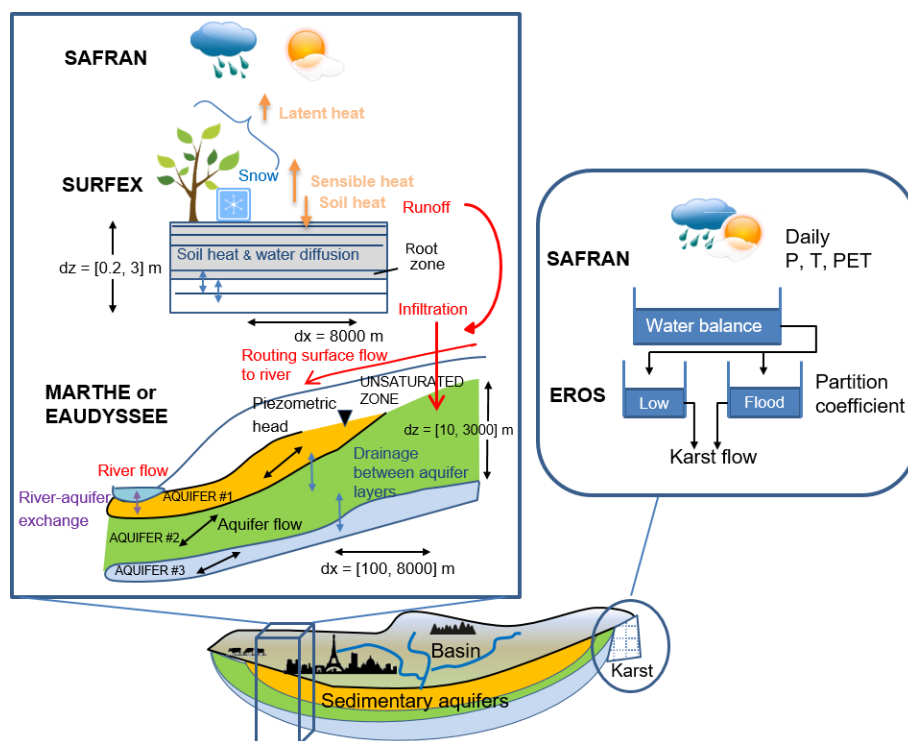 SAFRAN
Latent heat
SURFEX
Snow
Sensible heat
Soil heat
Runoff
Soil heat & water diffusion
Root
zone
dz = [0.2, 3] m
dx = 8000 m
Infiltration
Routing surface flow
to river
MARTHE or
EAUDYSSEE
UNSATURATED
ZONE
Piezometric
head
dz = [10, 3000] m
Drainage
between aquifer
layers
River flow
River-aquifer
exchange
AQUIFER #1
Aquifer flow
AQUIFER #2
AQUIFER #3
dx = [100, 8000] m
SAFRAN
Daily
P, T, PET
Water balance
EROS
Low
Flood
Partition
coefficient
Karst flow
Basin
Sedimentary aquifers
Karst